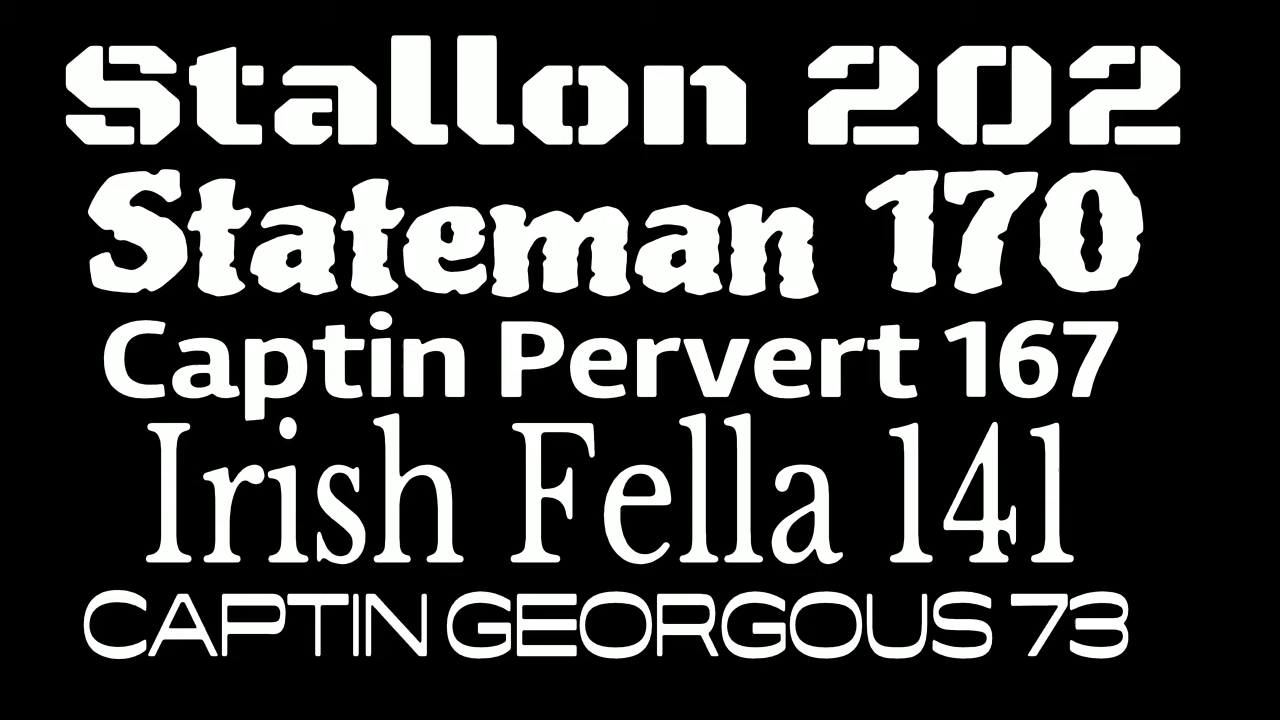 Stallon 202
Stateman 170
Captin Pervert 167
Irish Fella 141
CAPTIN GEORGOUS 73